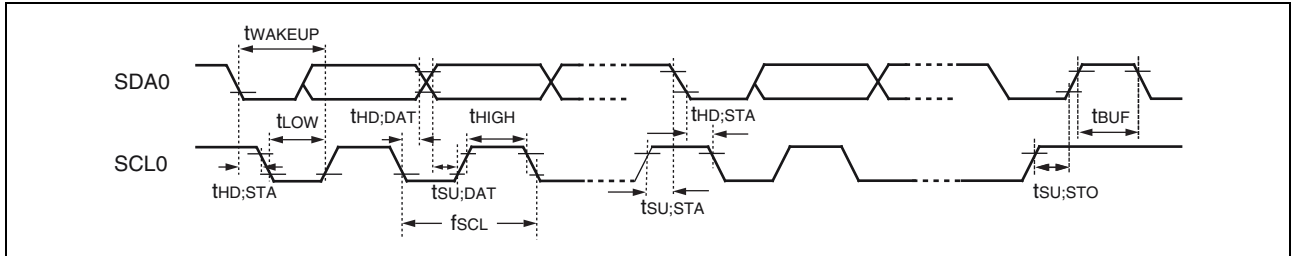 tWAKEUP
SDA0
tHD;DAT
tHIGH
tLOW
tHD;STA
tBUF
SCL0
tHD;STA
tSU;DAT
tSU;STA
tSU;STO
fSCL